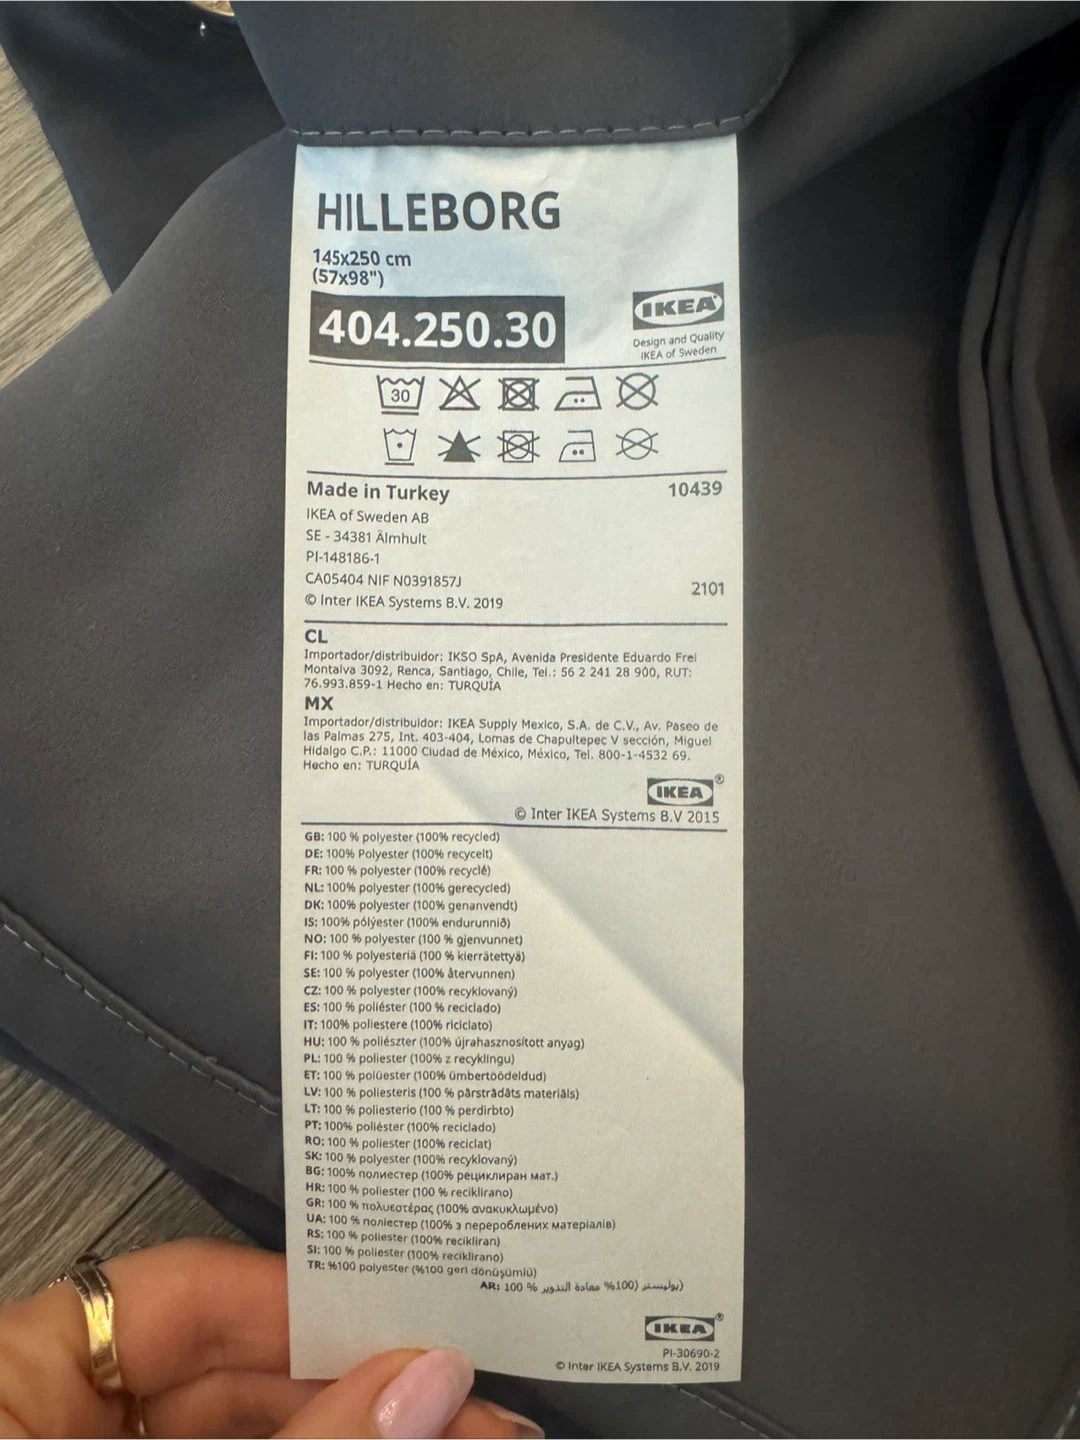 HILLEBORG
145x250 cm
(57x98")
404.250.30
IKEA
Design and Quality
IKEA of Sweden
30
Made in Turkey
10439
IKEA of Sweden AB
SE - 34381 Älmhult
PI-148186-1
CA05404 NIF N0391857J
2101
© Inter IKEA Systems B.V. 2019
CL
Importador/distribuidor: IKSO SpA, Avenida Presidente Eduardo Frei
Montalva 3092, Renca, Santiago, Chile, Tel.: 56 2 241 28 900, RUT:
76.993.859-1 Hecho en: TURQUÍA
MX
Importador/distribuidor: IKEA Supply Mexico, S.A. de C.V., Av. Paseo de
las Palmas 275, Int. 403-404, Lomas de Chapultepec V sección, Miguel
Hidalgo C.P.: 11000 Ciudad de México, México, Tel. 800-1-4532 69.
Hecho en: TURQUÍA
IKEA®
© Inter IKEA Systems B.V 2015
GB: 100 % polyester (100% recycled)
DE: 100% Polyester (100% recycelt)
FR: 100 % polyester (100% recyclé)
NL: 100% polyester (100% gerecycled)
DK: 100% polyester (100% genanvendt)
IS: 100% pólýester (100% endurunnið)
NO: 100 % polyester (100 % gjenvunnet)
FI: 100 % polyesteria (100 % kierrätettyä)
SE: 100 % polyester (100% återvunnen)
CZ: 100 % polyester (100% recyklovaný)
ES: 100 % poliéster (100 % reciclado)
IT: 100% poliestere (100% riciclato)
HU: 100 % poliészter (100% újrahasznosított anyag)
PL: 100 % poliester (100% z recyklingu)
ET: 100 % polüester (100% ümbertöödeldud)
LV: 100 % poliesteris (100 % pārstrādāts materiāls)
LT: 100 % poliesterio (100 % perdirbto)
PT: 100% poliéster (100% reciclado)
RO: 100 % poliester (100% reciclat)
SK: 100 % polyester (100% recyklovaný)
BG: 100% полиестер (100% рециклиран мат.)
HR: 100 % poliester (100 % reciklirano)
GR: 100 % πολυεστέρας (100% ανακυκλωμένο)
UA: 100 % поліестер (100% з перероблених матеріалів)
RS: 100 % poliester (100% recikliran)
SI: 100 % poliester (100% reciklirano)
TR: %100 polyester (%100 geri dönüşümlü)
AR: 100 % بوليستر (100% معادة التدوير)
IKEA®
PI-30690-2
© Inter IKEA Systems B.V. 2019